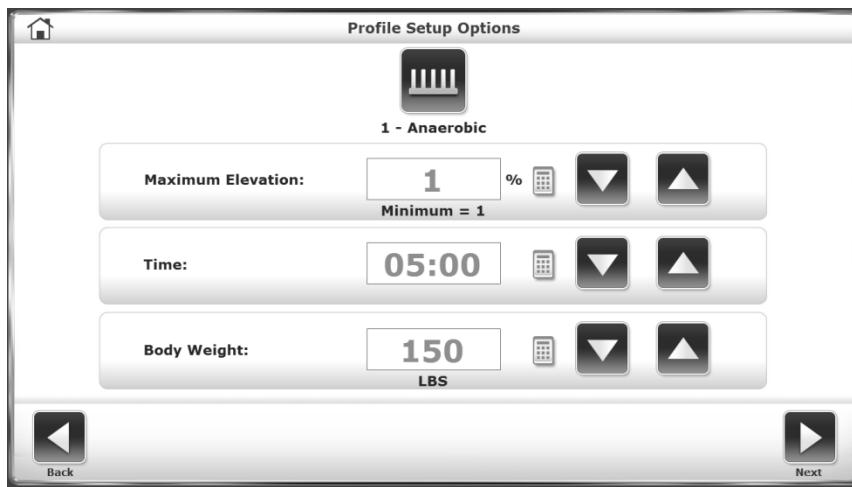 Profile Setup Options
1 - Anaerobic
Maximum Elevation: 1 %
Minimum = 1
Time: 05:00
Body Weight: 150
LBS
Back Next